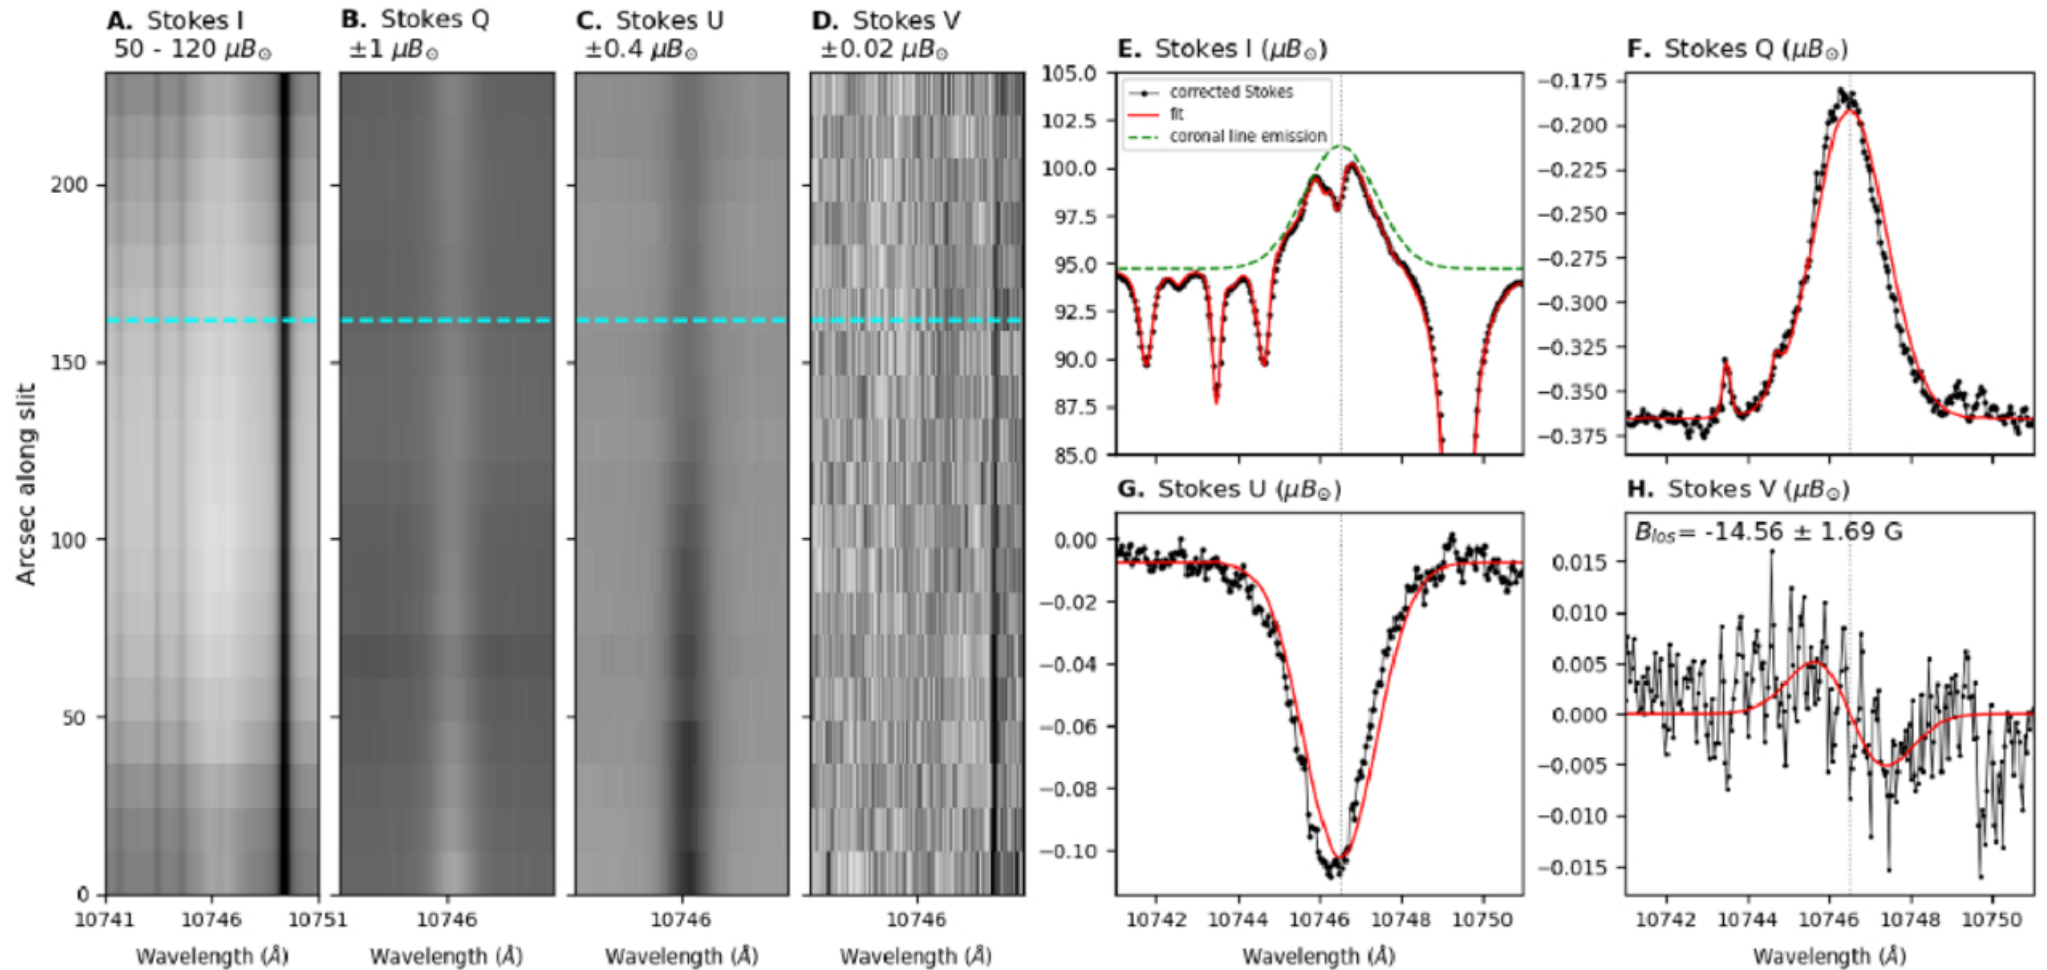 A. Stokes I
50 - 120 μB⊙
B. Stokes Q
±1 μB⊙
C. Stokes U
±0.4 μB⊙
D. Stokes V
±0.02 μB⊙
Arcsec along slit
200
150
100
50
0
10741 10746 10751
Wavelength (Å)
10746
Wavelength (Å)
10746
Wavelength (Å)
10746
Wavelength (Å)
E. Stokes I (μB⊙)
105.0
102.5
100.0
97.5
95.0
92.5
90.0
87.5
85.0
corrected Stokes
fit
coronal line emission
F. Stokes Q (μB⊙)
−0.175
−0.200
−0.225
−0.250
−0.275
−0.300
−0.325
−0.350
−0.375
G. Stokes U (μB⊙)
0.00
−0.02
−0.04
−0.06
−0.08
−0.10
10742 10744 10746 10748 10750
Wavelength (Å)
H. Stokes V (μB⊙)
Blos= -14.56 ± 1.69 G
0.015
0.010
0.005
0.000
−0.005
−0.010
−0.015
10742 10744 10746 10748 10750
Wavelength (Å)